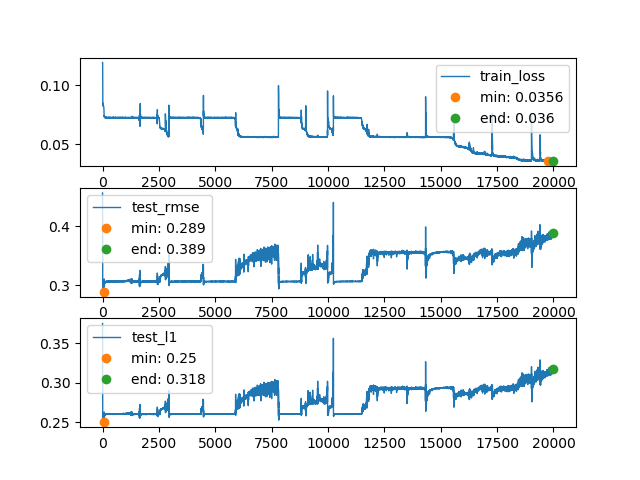 0.10
0.05
train_loss
min: 0.0356
end: 0.036
0 2500 5000 7500 10000 12500 15000 17500 20000
0.4
0.3
test_rmse
min: 0.289
end: 0.389
0 2500 5000 7500 10000 12500 15000 17500 20000
0.35
0.30
0.25
test_l1
min: 0.25
end: 0.318
0 2500 5000 7500 10000 12500 15000 17500 20000